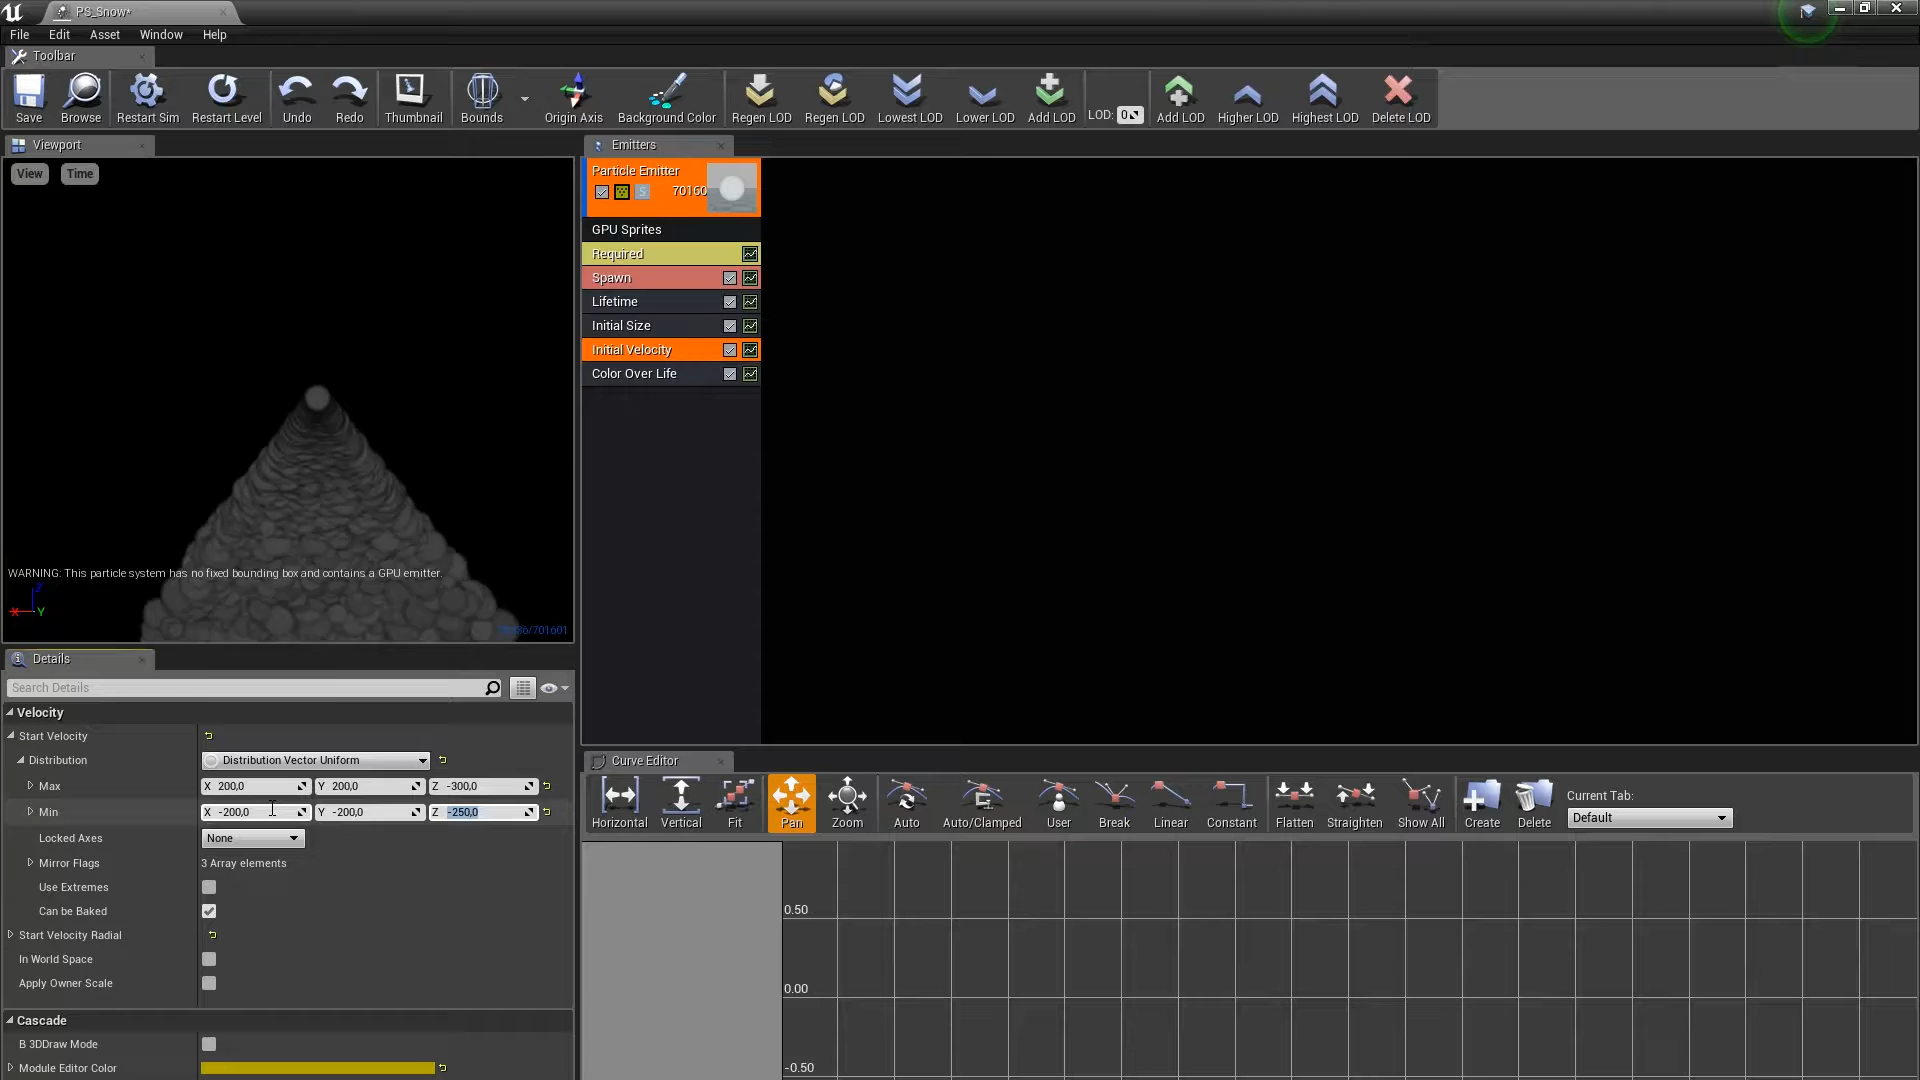 PS_Snow*
File Edit Asset Window Help
Toolbar
Save Browse Restart Sim Restart Level Undo Redo Thumbnail Bounds Origin Axis Background Color Regen LOD Regen LOD Lowest LOD Lower LOD Add LOD LOD: 0 Add LOD Higher LOD Highest LOD Delete LOD
Viewport
View Time
WARNING: This particle system has no fixed bounding box and contains a GPU emitter.
X Y
Emitters
Particle Emitter
S 70160
GPU Sprites
Required
Spawn
Lifetime
Initial Size
Initial Velocity
Color Over Life
Details
Search Details
Velocity
Start Velocity
Distribution Distribution Vector Uniform
Max X 200,0 Y 200,0 Z -300,0
Min X -200,0 Y -200,0 Z -250,0
Locked Axes None
Mirror Flags 3 Array elements
Use Extremes
Can be Baked
Start Velocity Radial
In World Space
Apply Owner Scale
Cascade
B 3DDraw Mode
Module Editor Color
Curve Editor
Horizontal Vertical Fit Pan Zoom Auto Auto/Clamped User Break Linear Constant Flatten Straighten Show All Create Delete
Current Tab:
Default
0.50
0.00
-0.50